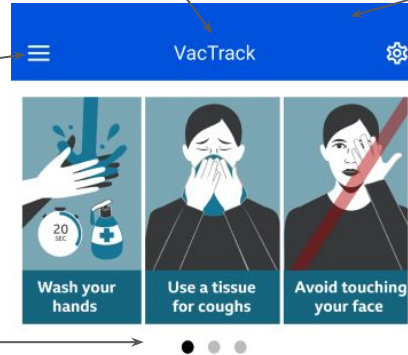 VacTrack
20
SEC
Wash your
hands
Use a tissue
for coughs
Avoid touching
your face